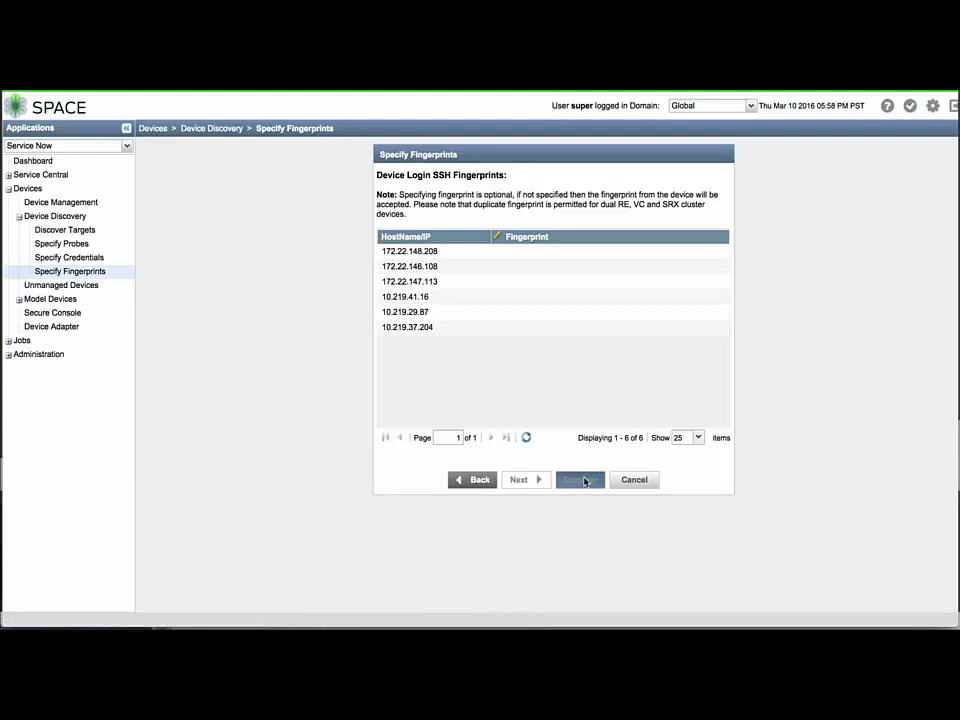 SPACE
User super logged in Domain: Global Thu Mar 10 2016 05:58 PM PST
Applications
Devices > Device Discovery > Specify Fingerprints
Service Now
Dashboard
Service Central
Devices
Device Management
Device Discovery
Discover Targets
Specify Probes
Specify Credentials
Specify Fingerprints
Unmanaged Devices
Model Devices
Secure Console
Device Adapter
Jobs
Administration
Specify Fingerprints
Device Login SSH Fingerprints:
Note: Specifying fingerprint is optional, if not specified then the fingerprint from the device will be
accepted. Please note that duplicate fingerprint is permitted for dual RE, VC and SRX cluster
devices.
HostName/IP Fingerprint
172.22.148.208
172.22.146.108
172.22.147.113
10.219.41.16
10.219.29.87
10.219.37.204
Page 1 of 1 Displaying 1 - 6 of 6 Show 25 items
Back Next Cancel